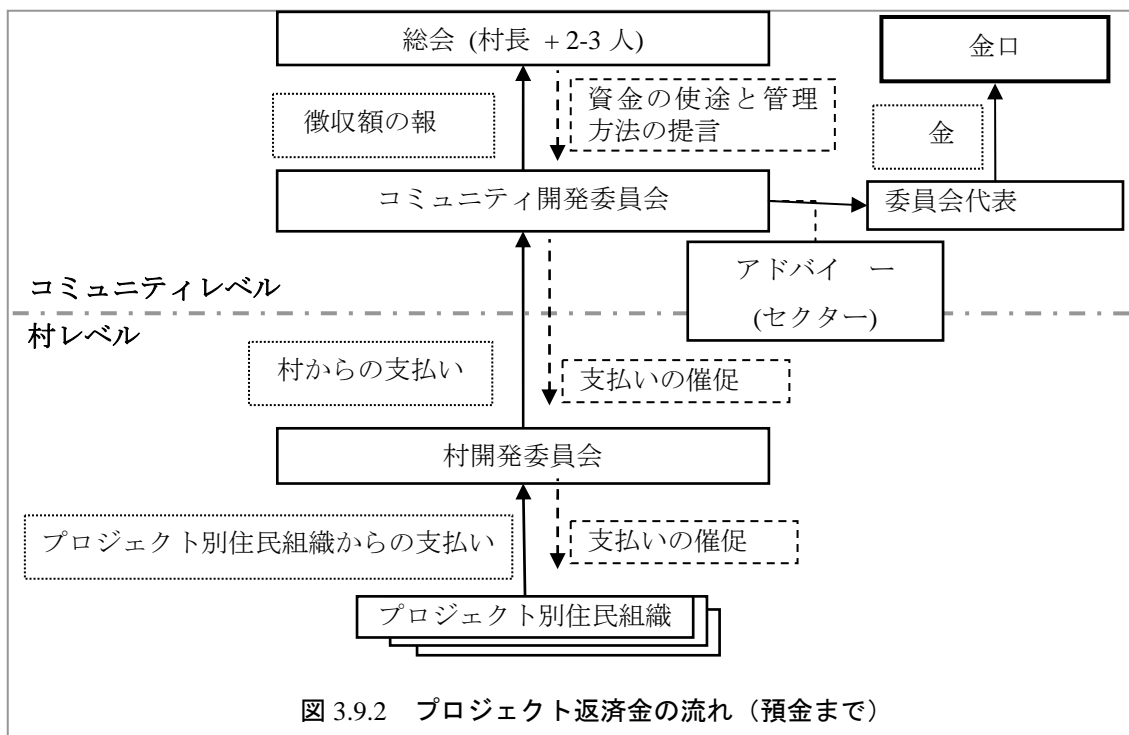 総会 (村長 + 2-3 人)
金口
徴収額の報
資金の使途と管理
方法の提言
金
コミュニティ開発委員会
委員会代表
アドバイ ー
(セクター)
コミュニティレベル
村レベル
村からの支払い
支払いの催促
村開発委員会
プロジェクト別住民組織からの支払い
支払いの催促
プロジェクト別住民組織
図 3.9.2 プロジェクト返済金の流れ（預金まで）